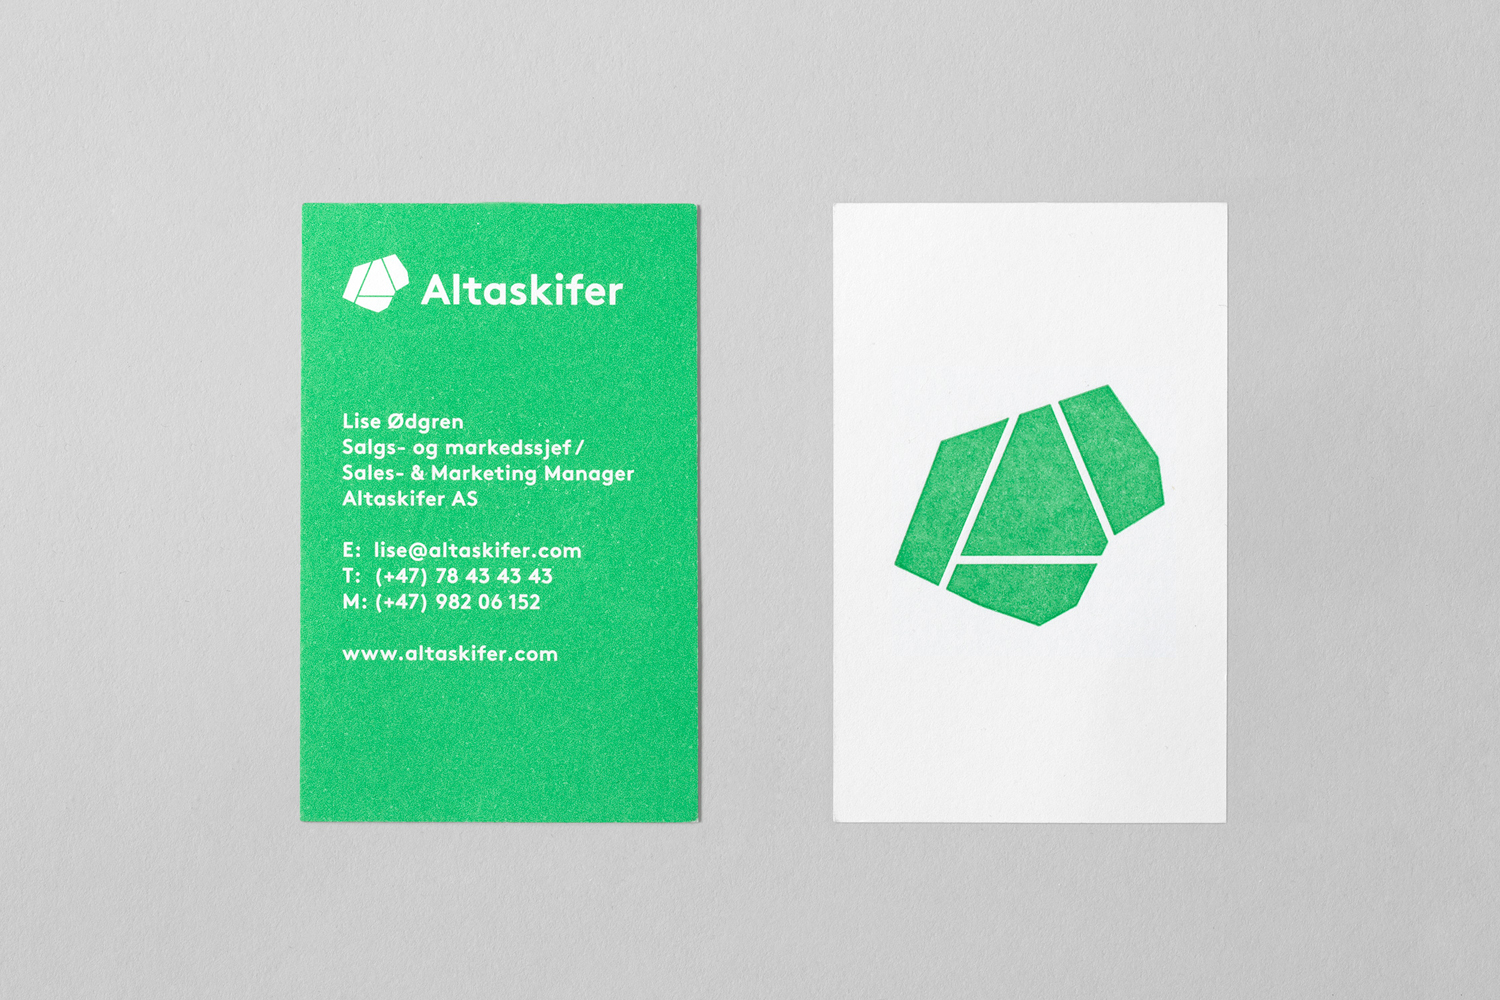 Altaskifer
Lise Ødgren
Salgs- og markedssjef /
Sales- & Marketing Manager
Altaskifer AS
E: lise@altaskifer.com
T: (+47) 78 43 43 43
M: (+47) 982 06 152
www.altaskifer.com